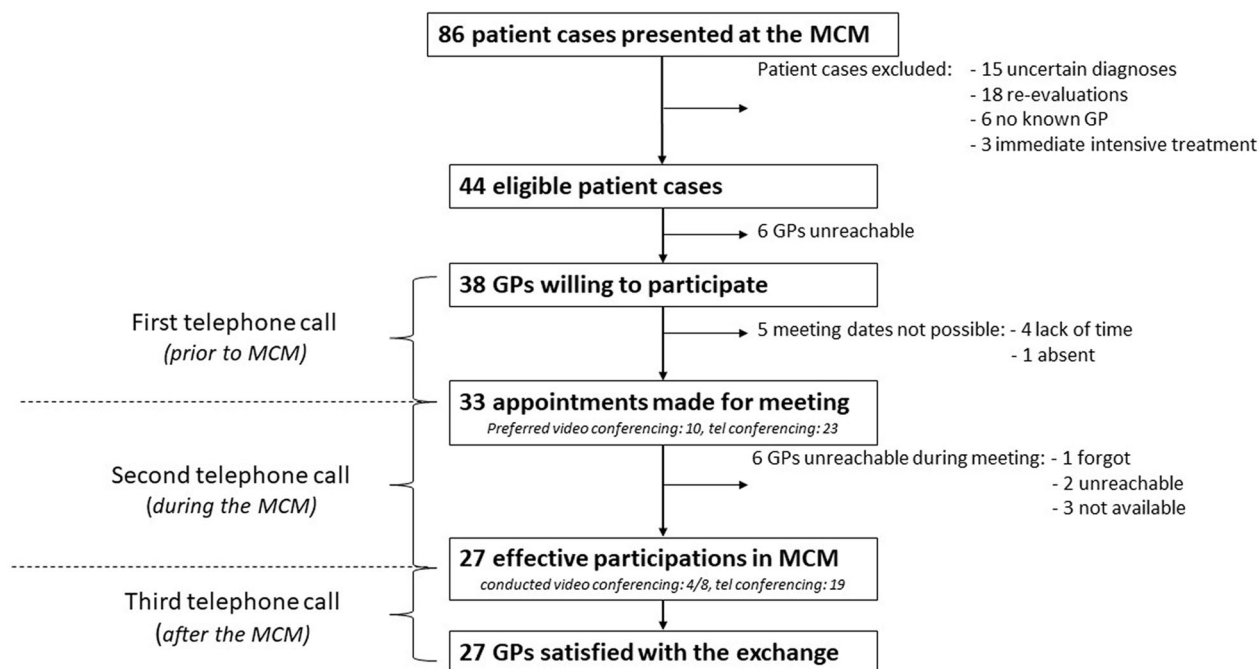 86 patient cases presented at the MCM
Patient cases excluded: - 15 uncertain diagnoses
- 18 re-evaluations
- 6 no known GP
- 3 immediate intensive treatment
44 eligible patient cases
6 GPs unreachable
38 GPs willing to participate
First telephone call
(prior to MCM)
5 meeting dates not possible: - 4 lack of time
- 1 absent
33 appointments made for meeting
Preferred video conferencing: 10, tel conferencing: 23
Second telephone call
(during the MCM)
6 GPs unreachable during meeting: - 1 forgot
- 2 unreachable
- 3 not available
27 effective participations in MCM
conducted video conferencing: 4/8, tel conferencing: 19
Third telephone call
(after the MCM)
27 GPs satisfied with the exchange